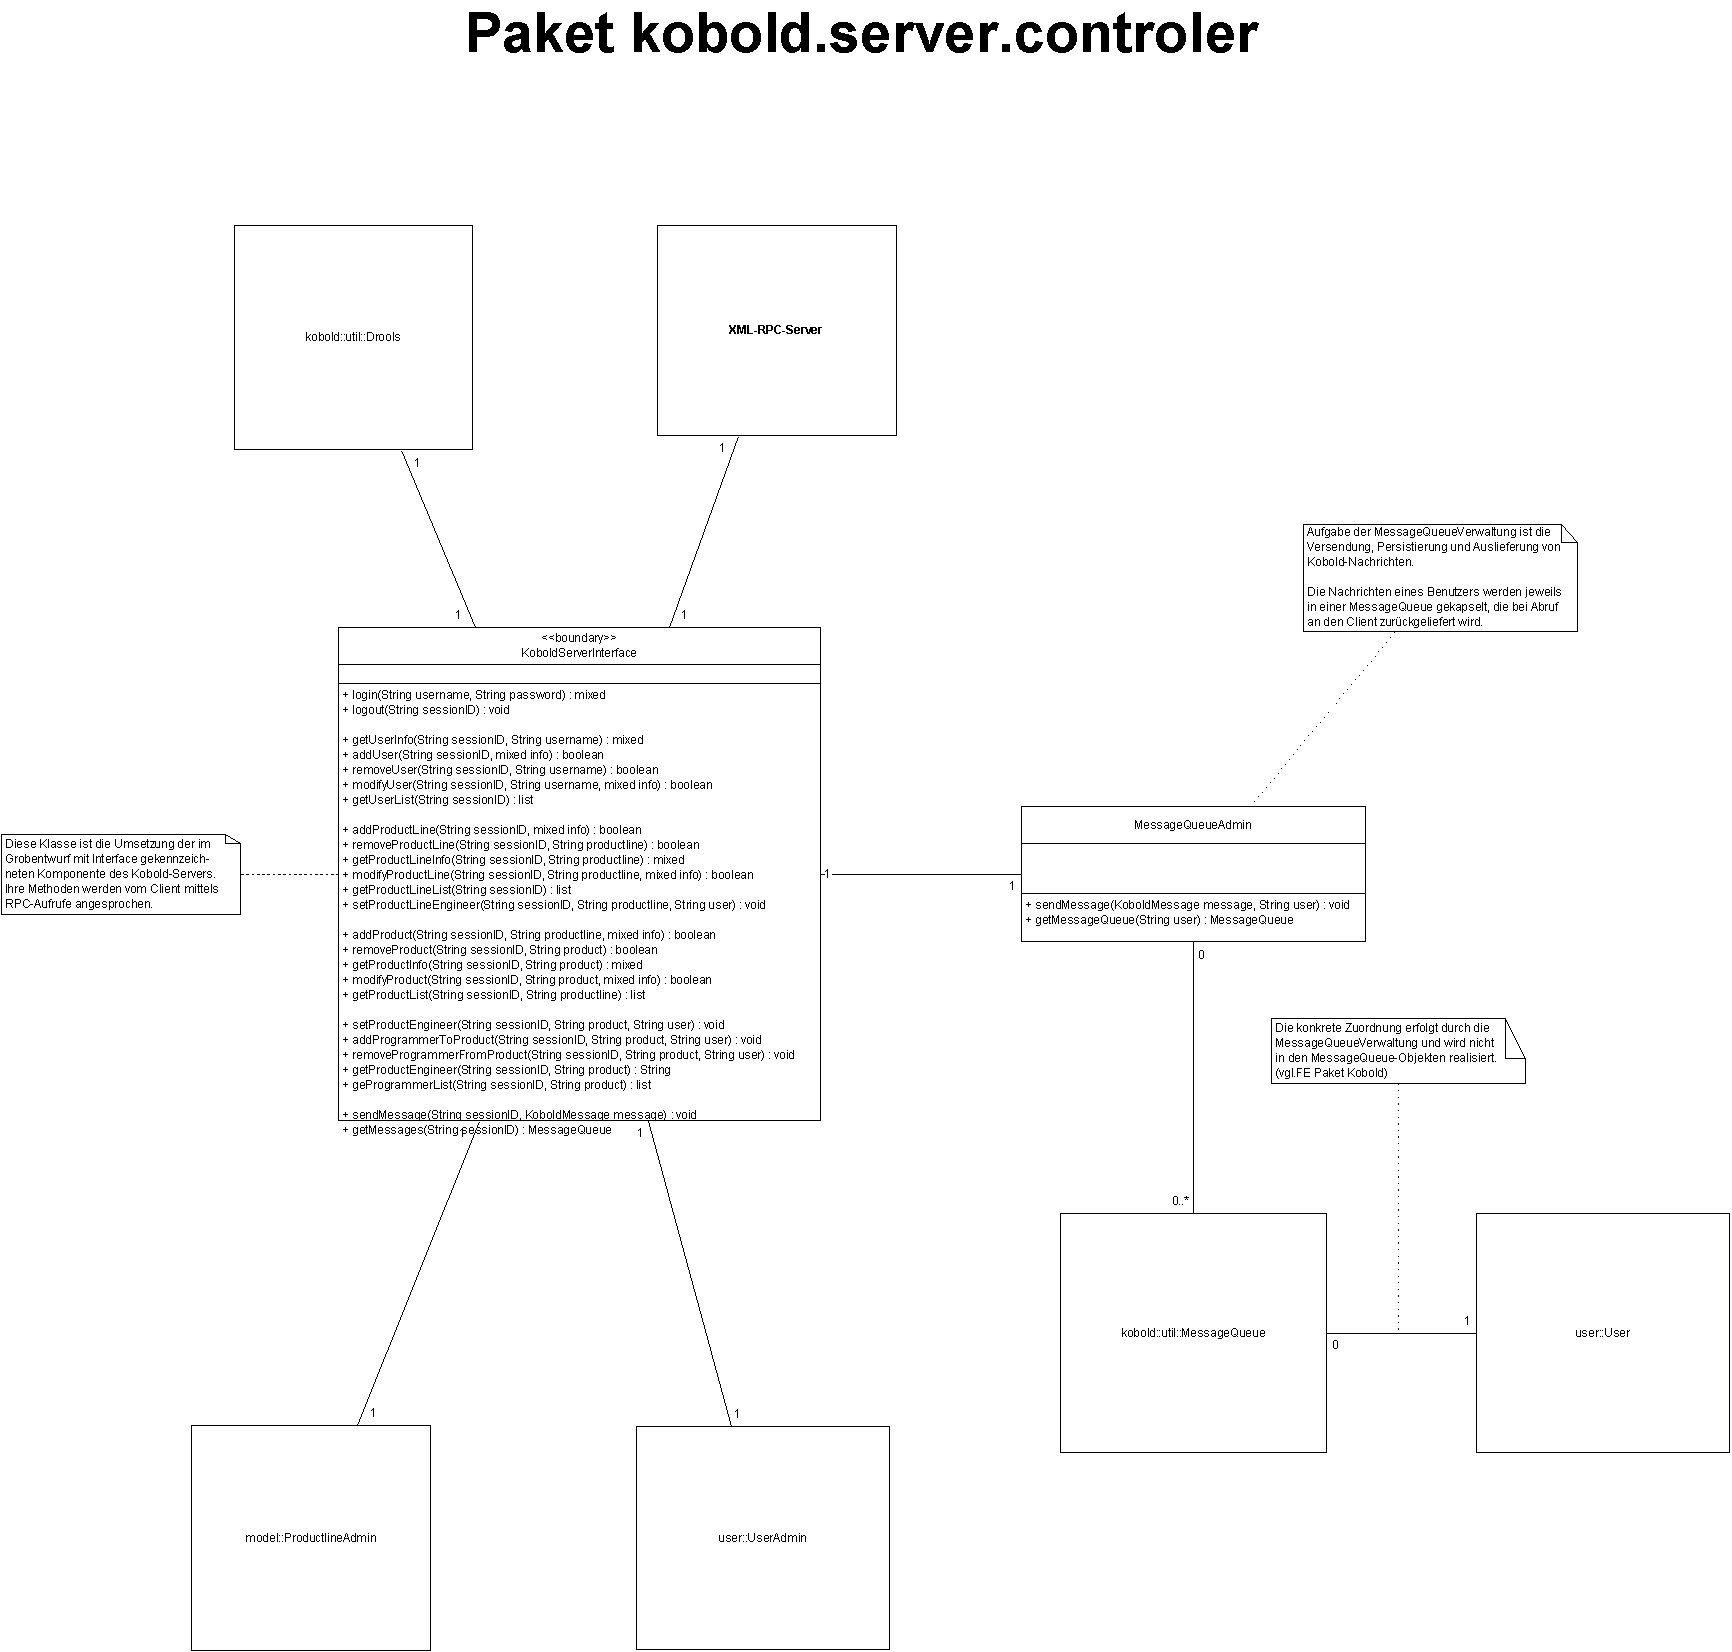 Paket kobold.server.controler
kobold::util::Drools
XML-RPC-Server
1
1
1
1
<<boundary>>
KoboldServerInterface
+ login(String username, String password) : mixed
+ logout(String sessionID) : void
+ getUserInfo(String sessionID, String username) : mixed
+ addUser(String sessionID, mixed info) : boolean
+ removeUser(String sessionID, String username) : boolean
+ modifyUser(String sessionID, String username, mixed info) : boolean
+ getUserList(String sessionID) : list
+ addProductLine(String sessionID, mixed info) : boolean
+ removeProductLine(String sessionID, String productline) : boolean
+ getProductLineInfo(String sessionID, String productline) : mixed
+ modifyProductLine(String sessionID, String productline, mixed info) : boolean
+ getProductLineList(String sessionID) : list
+ setProductLineEngineer(String sessionID, String productline, String user) : void
+ addProduct(String sessionID, String productline, mixed info) : boolean
+ removeProduct(String sessionID, String product) : boolean
+ getProductInfo(String sessionID, String product) : mixed
+ modifyProduct(String sessionID, String product, mixed info) : boolean
+ getProductList(String sessionID, String productline) : list
+ setProductEngineer(String sessionID, String product, String user) : void
+ addProgrammerToProduct(String sessionID, String product, String user) : void
+ removeProgrammerFromProduct(String sessionID, String product, String user) : void
+ getProductEngineer(String sessionID, String product) : String
+ geProgrammerList(String sessionID, String product) : list
+ sendMessage(String sessionID, KoboldMessage message) : void
+ getMessages(String sessionID) : MessageQueue
Diese Klasse ist die Umsetzung der im
Grobentwurf mit Interface gekennzeich-
neten Komponente des Kobold-Servers.
Ihre Methoden werden vom Client mittels
RPC-Aufrufe angesprochen.
Aufgabe der MessageQueueVerwaltung ist die
Versendung, Persistierung und Auslieferung von
Kobold-Nachrichten.
Die Nachrichten eines Benutzers werden jeweils
in einer MessageQueue gekapselt, die bei Abruf
an den Client zurückgeliefert wird.
1
1
MessageQueueAdmin
+ sendMessage(KoboldMessage message, String user) : void
+ getMessageQueue(String user) : MessageQueue
0
Die konkrete Zuordnung erfolgt durch die
MessageQueueVerwaltung und wird nicht
in den MessageQueue-Objekten realisiert.
(vgl.FE Paket Kobold)
1
1
0..*
kobold::util::MessageQueue
0
1
user::User
1
1
model::ProductlineAdmin
user::UserAdmin